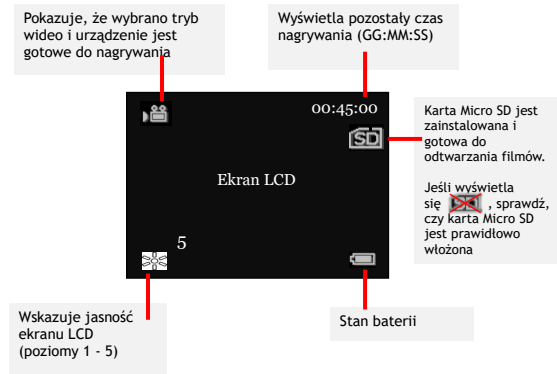 Pokazuje, że wybrano tryb
wideo i urządzenie jest
gotowe do nagrywania
Wyświetla pozostały czas
nagrywania (GG:MM:SS)
00:45:00
SD
Ekran LCD
5
Karta Micro SD jest
zainstalowana i
gotowa do
odtwarzania filmów.
Jeśli wyświetla
się , sprawdź,
czy karta Micro SD
jest prawidłowo
włożona
Wskazuje jasność
ekranu LCD
(poziomy 1 - 5)
Stan baterii